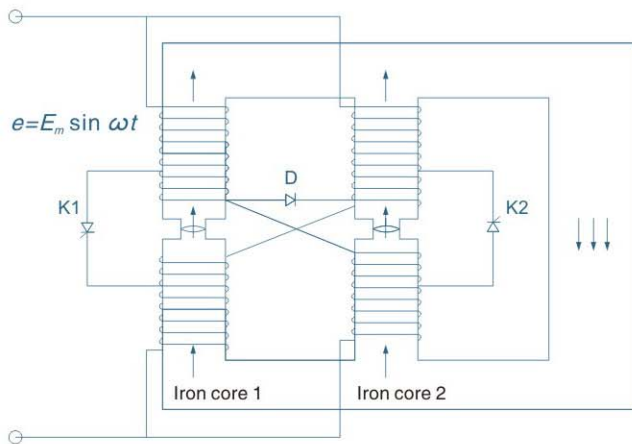 e=Eₘ sin ωt
D
K1
K2
Iron core 1
Iron core 2